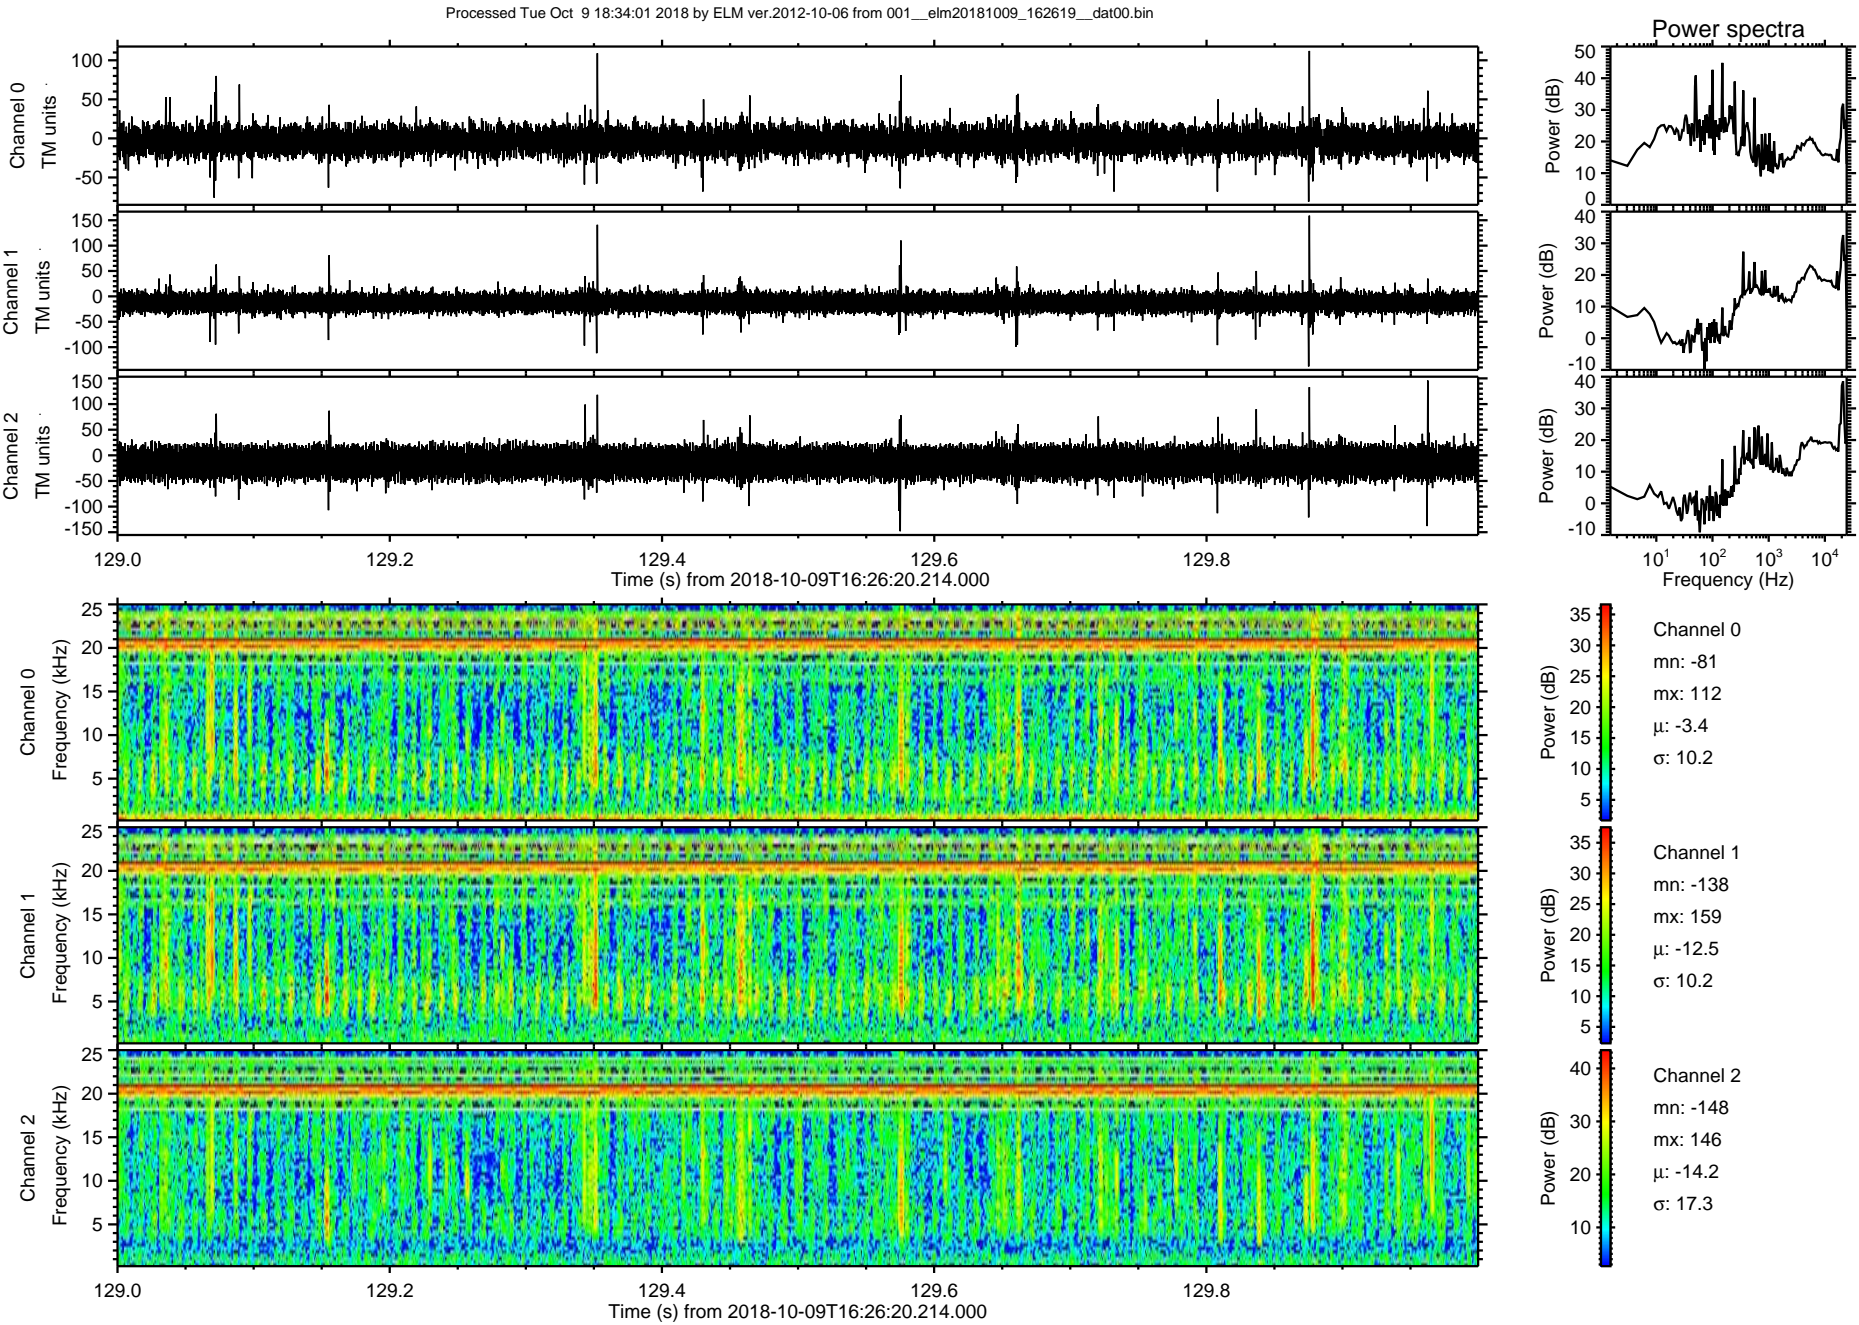 Processed Tue Oct  9 18:34:01 2018 by ELM ver.2012-10-06 from 001__elm20181009_162619__dat00.bin
Power spectra
Channel 0
TM units
100
50
0
-50
Power (dB)
50
40
30
20
10
0
Channel 1
TM units
150
100
50
0
-50
-100
Power (dB)
40
30
20
10
0
-10
Channel 2
TM units
150
100
50
0
-50
-100
-150
Power (dB)
40
30
20
10
0
-10
129.0 129.2 129.4 129.6 129.8
Time (s) from 2018-10-09T16:26:20.214.000
10¹ 10² 10³ 10⁴
Frequency (Hz)
Channel 0
Frequency (kHz)
25
20
15
10
5
Power (dB)
35
30
25
20
15
10
5
Channel 0
mn: -81
mx: 112
μ: -3.4
σ: 10.2
Channel 1
Frequency (kHz)
25
20
15
10
5
Power (dB)
35
30
25
20
15
10
5
Channel 1
mn: -138
mx: 159
μ: -12.5
σ: 10.2
Channel 2
Frequency (kHz)
25
20
15
10
5
Power (dB)
40
30
20
10
Channel 2
mn: -148
mx: 146
μ: -14.2
σ: 17.3
129.0 129.2 129.4 129.6 129.8
Time (s) from 2018-10-09T16:26:20.214.000